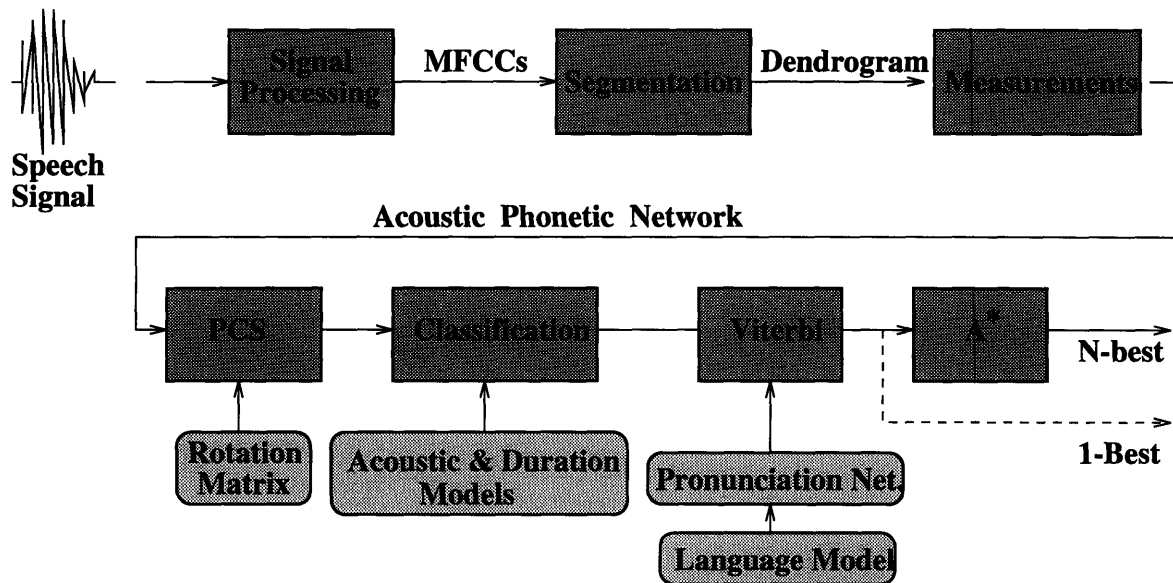 Signal
Processing
MFCCs
Segmentation
Dendrogram
Measurements
Speech
Signal
Acoustic Phonetic Network
PCS
Classification
Viterbi
A*
N-best
1-Best
Rotation
Matrix
Acoustic & Duration
Models
Pronunciation Net.
Language Model